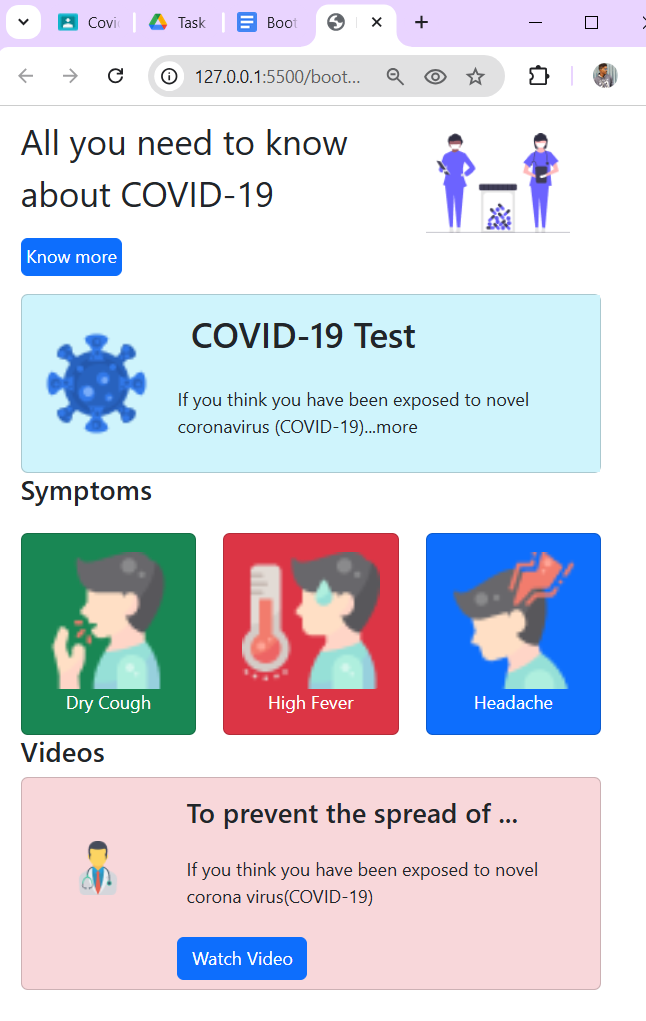 Covid
Task
Boot
127.0.0.1:5500/boot...
All you need to know
about COVID-19
Know more
COVID-19 Test
If you think you have been exposed to novel
coronavirus (COVID-19)...more
Symptoms
Dry Cough
High Fever
Headache
Videos
To prevent the spread of ...
If you think you have been exposed to novel
corona virus(COVID-19)
Watch Video